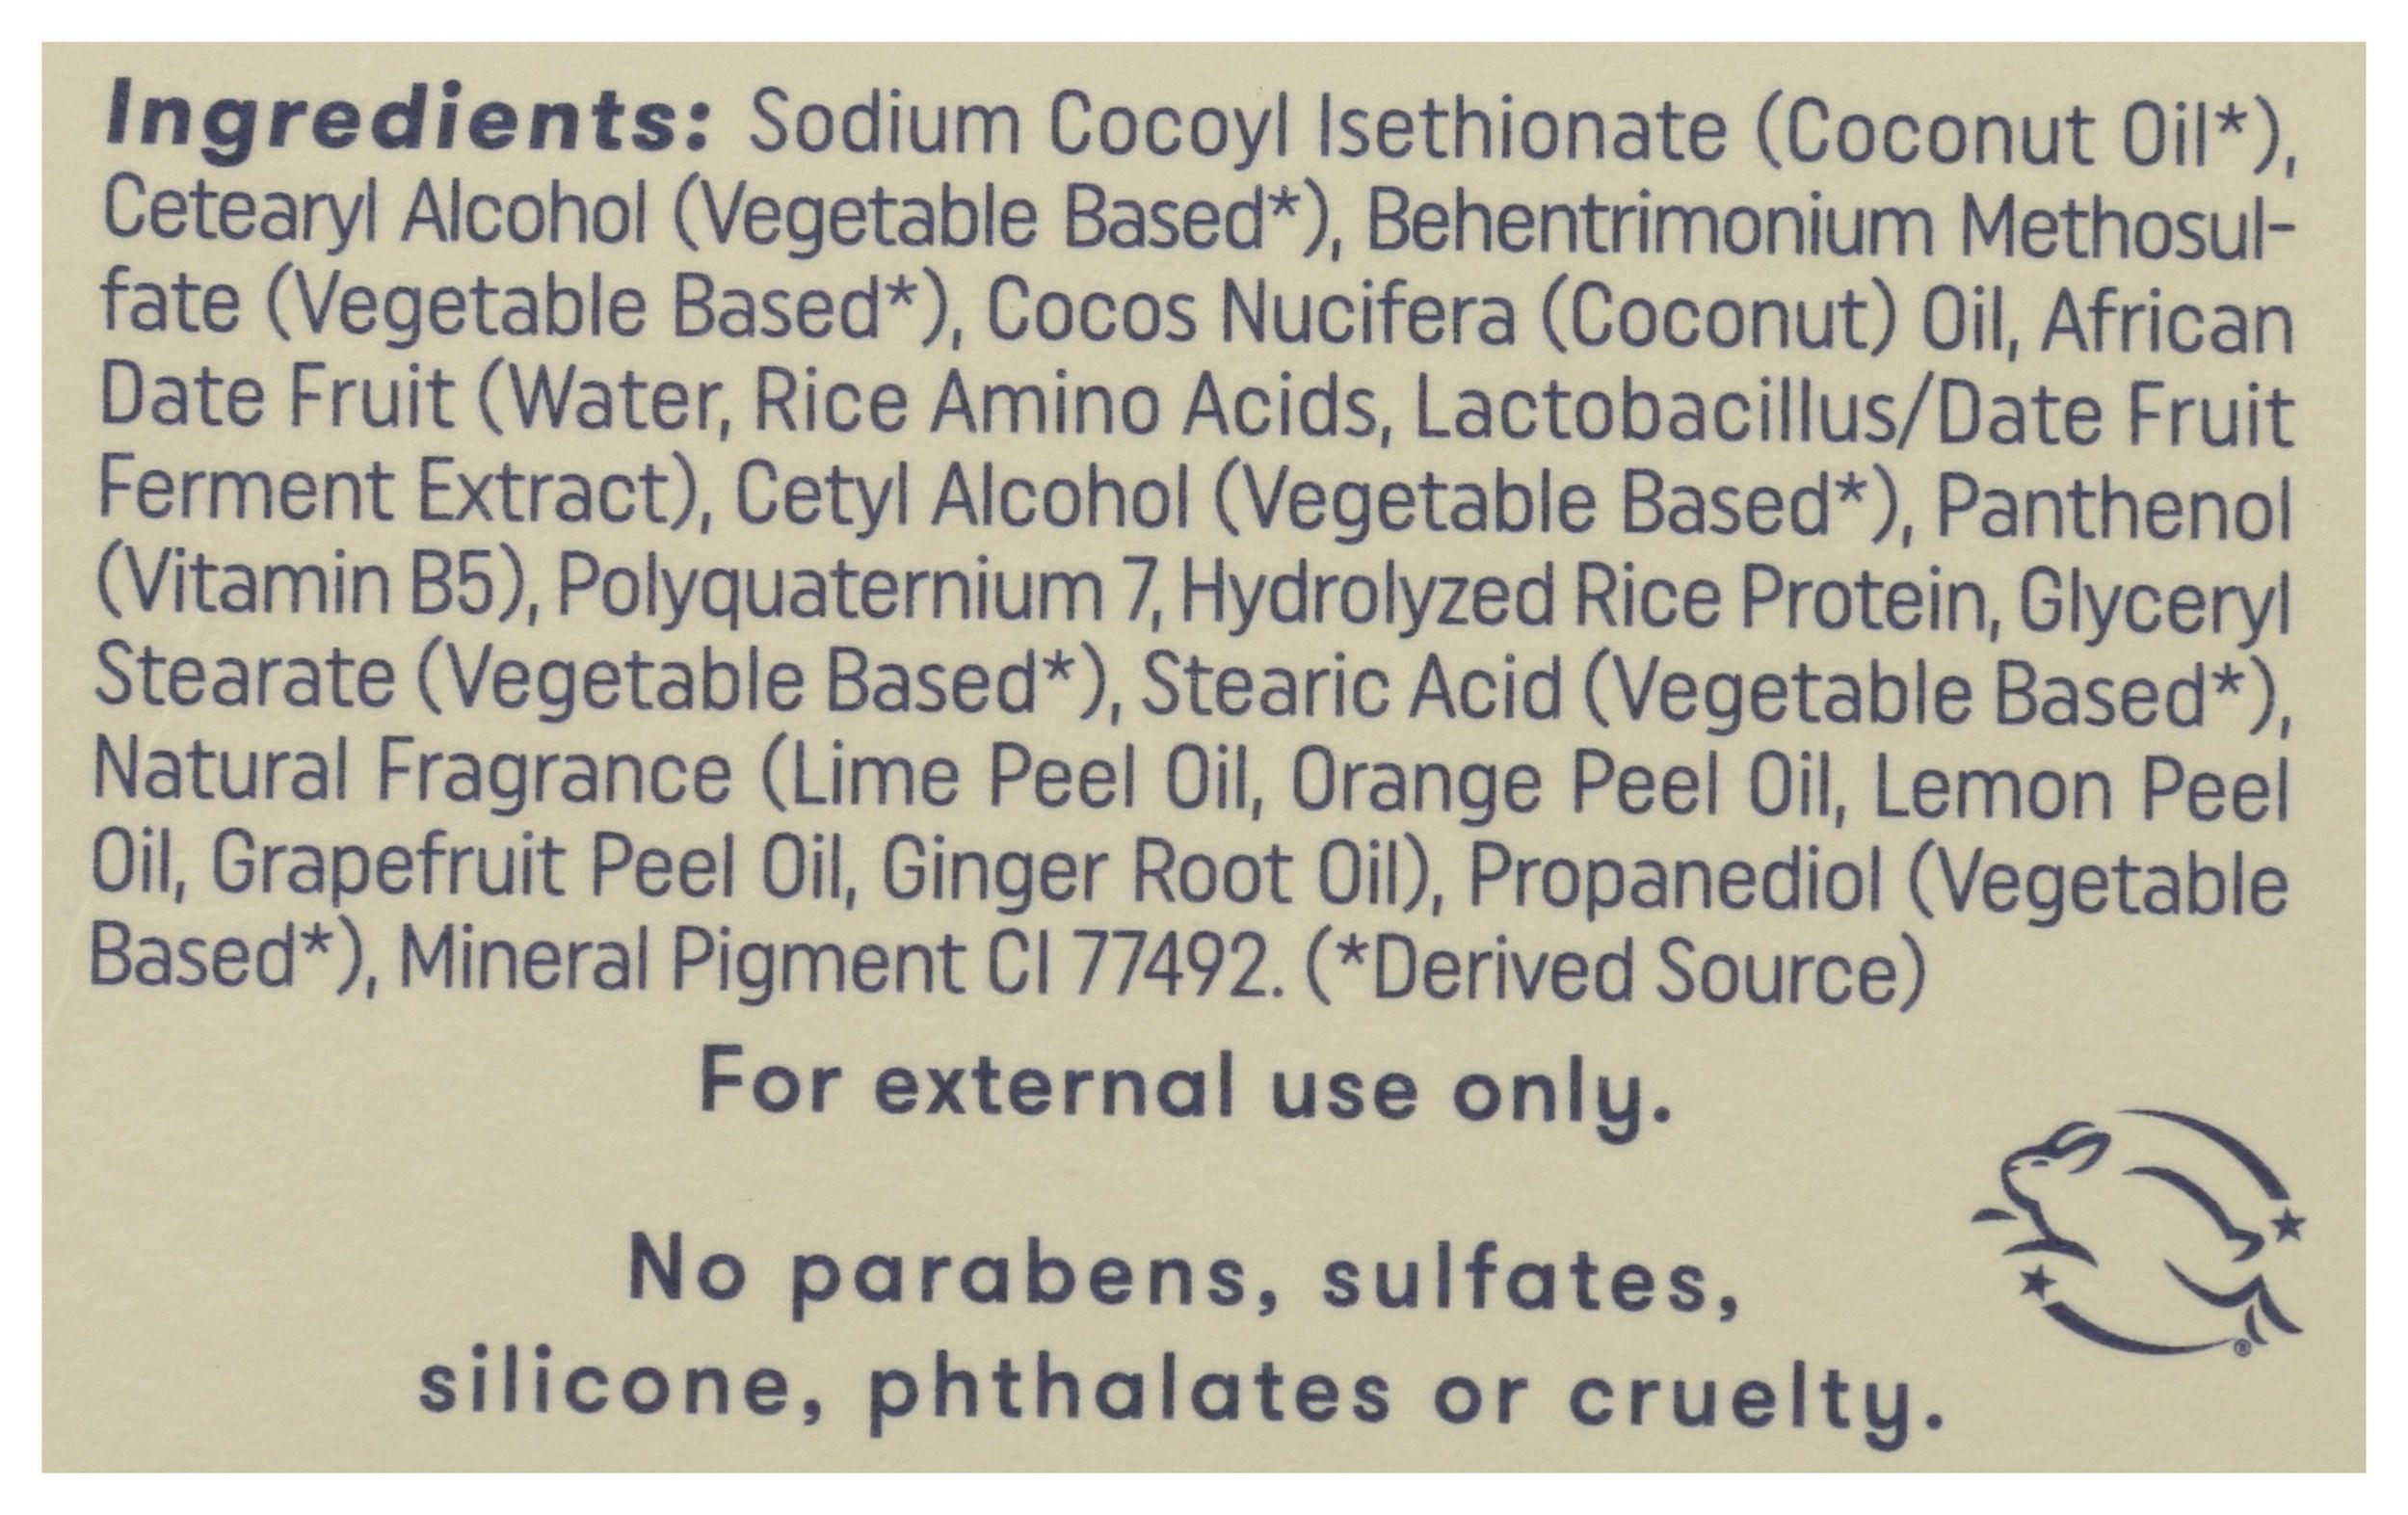 Ingredients: Sodium Cocoyl Isethionate (Coconut Oil*),
Cetearyl Alcohol (Vegetable Based*), Behentrimonium Methosul-
fate (Vegetable Based*), Cocos Nucifera (Coconut) Oil, African
Date Fruit (Water, Rice Amino Acids, Lactobacillus/Date Fruit
Ferment Extract), Cetyl Alcohol (Vegetable Based*), Panthenol
(Vitamin B5), Polyquaternium 7, Hydrolyzed Rice Protein, Glyceryl
Stearate (Vegetable Based*), Stearic Acid (Vegetable Based*),
Natural Fragrance (Lime Peel Oil, Orange Peel Oil, Lemon Peel
Oil, Grapefruit Peel Oil, Ginger Root Oil), Propanediol (Vegetable
Based*), Mineral Pigment CI 77492. (*Derived Source)
For external use only.
No parabens, sulfates,
silicone, phthalates or cruelty.
®